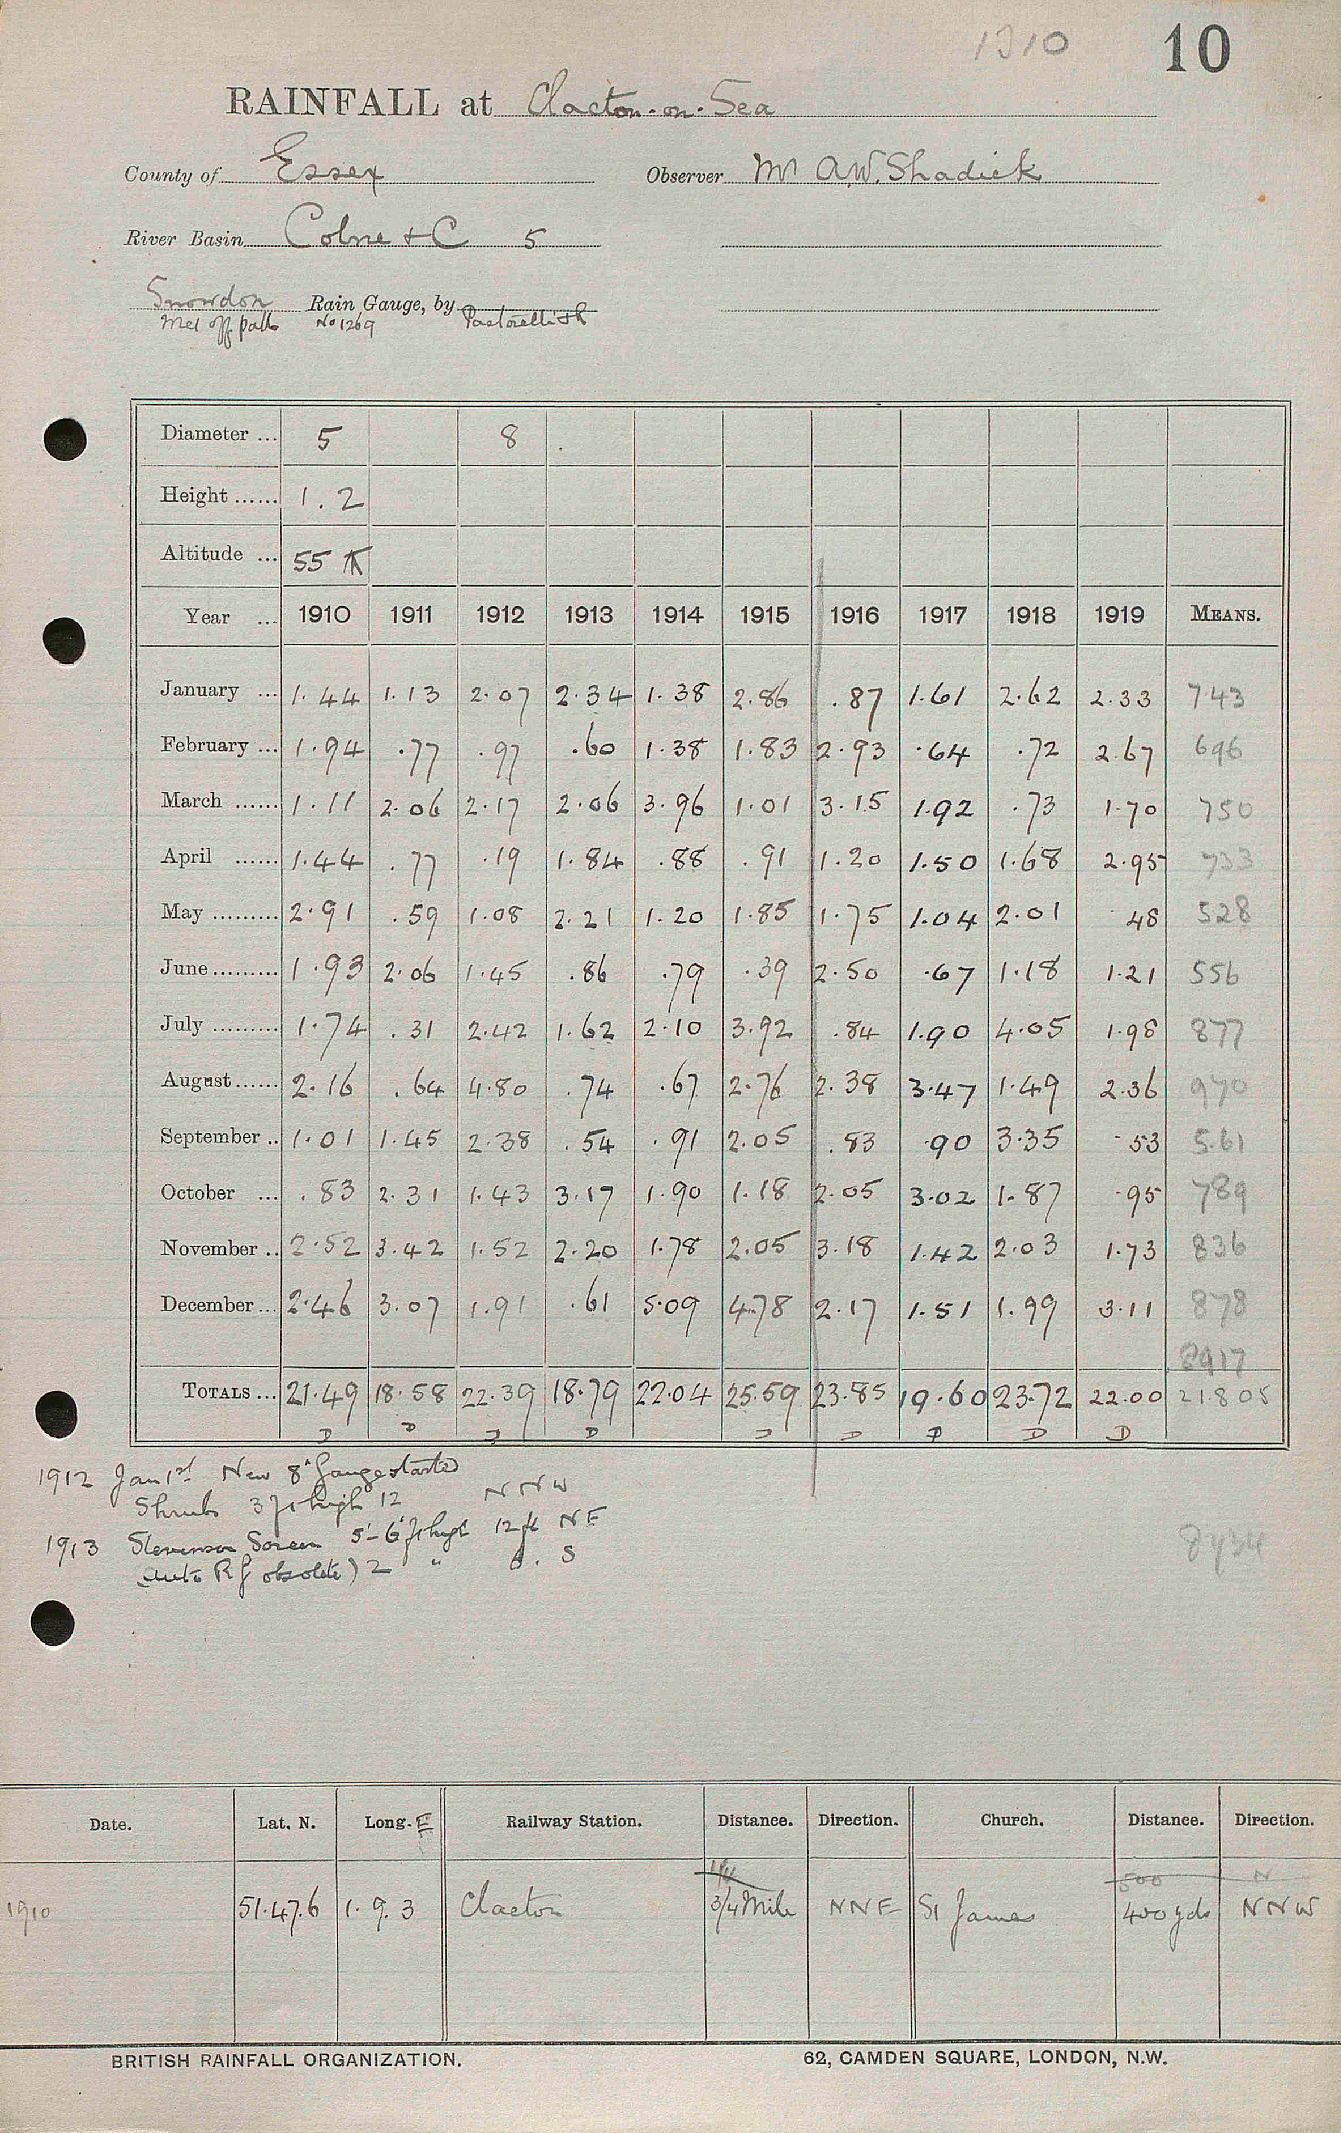 1910 10
RAINFALL at Clacton-on-Sea
County of Essex Observer Mr A.W. Shadick
River Basin Colne + C 5
Snowdon Rain Gauge, by
Met off patt No 1269
Diameter ... 5 8
Height ...... 1.2
Altitude ... 55
Year ... 1910 1911 1912 1913 1914 1915 1916 1917 1918 1919 MEANS.
January ... 1.44 1.13 2.07 2.34 1.38 2.86 .87 1.61 2.62 2.33 743
February ... 1.94 .77 .97 .60 1.38 1.83 2.93 .64 .72 2.67 696
March ...... 1.11 2.06 2.17 2.06 3.96 1.01 3.15 1.92 .73 1.70 750
April ...... 1.44 .77 .19 1.84 .88 .91 1.20 1.50 1.68 2.95 733
May ......... 2.91 .59 1.08 2.21 1.20 1.85 1.75 1.04 2.01 48 528
June ......... 1.93 2.06 1.45 .86 .79 .39 2.50 .67 1.18 1.21 556
July ......... 1.74 .31 2.42 1.62 2.10 3.92 .84 1.90 4.05 1.98 877
August ...... 2.16 .64 4.80 .74 .67 2.76 2.38 3.47 1.49 2.36 970
September .. 1.01 1.45 2.38 .54 .91 2.05 .83 .90 3.35 .53 5.61
October ... .83 2.31 1.43 3.17 1.90 1.18 2.05 3.02 1.87 .95 789
November .. 2.52 3.42 1.52 2.20 1.78 2.05 3.18 1.42 2.03 1.73 836
December ... 2.46 3.07 1.91 .61 5.09 4.78 2.17 1.51 1.99 3.11 878
8917
TOTALS ... 21.49 18.58 22.39 18.79 22.04 25.59 23.85 19.60 23.72 22.00 21805
D D D D D D D D D
1912 Jan 1st New 8" Gauge started
Shrubs 3 ft high 12 NNW
1913 Stevenson Screen 5'-6" ft high 12 ft NE
(Auto R G obsolete) 2 " S
Date. Lat. N. Long. E Railway Station. Distance. Direction. Church. Distance. Direction.
1/4 500 N
1910 51.47.6 1.9.3 Clacton 3/4 Mile NNE St James 400 yds NNW
BRITISH RAINFALL ORGANIZATION. 62, CAMDEN SQUARE, LONDON, N.W.